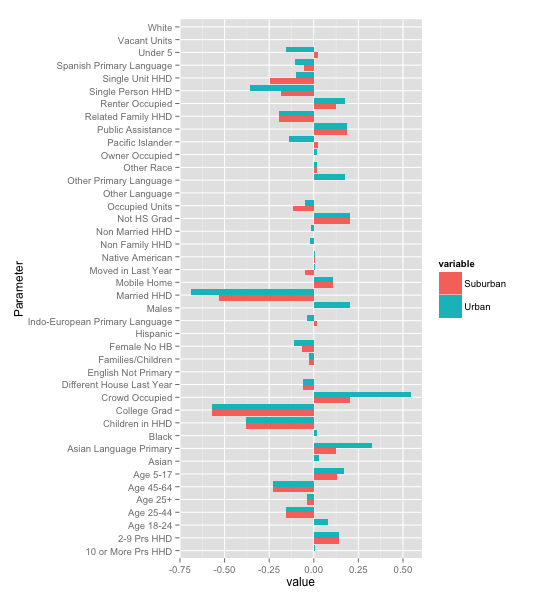 White
Vacant Units
Under 5
Spanish Primary Language
Single Unit HHD
Single Person HHD
Renter Occupied
Related Family HHD
Public Assistance
Pacific Islander
Owner Occupied
Other Race
Other Primary Language
Other Language
Occupied Units
Not HS Grad
Non Married HHD
Non Family HHD
Native American
Moved in Last Year
Mobile Home
Married HHD
Males
Indo-European Primary Language
Hispanic
Female No HB
Families/Children
English Not Primary
Different House Last Year
Crowd Occupied
College Grad
Children in HHD
Black
Asian Language Primary
Asian
Age 5-17
Age 45-64
Age 25+
Age 25-44
Age 18-24
2-9 Prs HHD
10 or More Prs HHD
Parameter
-0.75 -0.50 -0.25 0.00 0.25 0.50
value
variable
Suburban
Urban